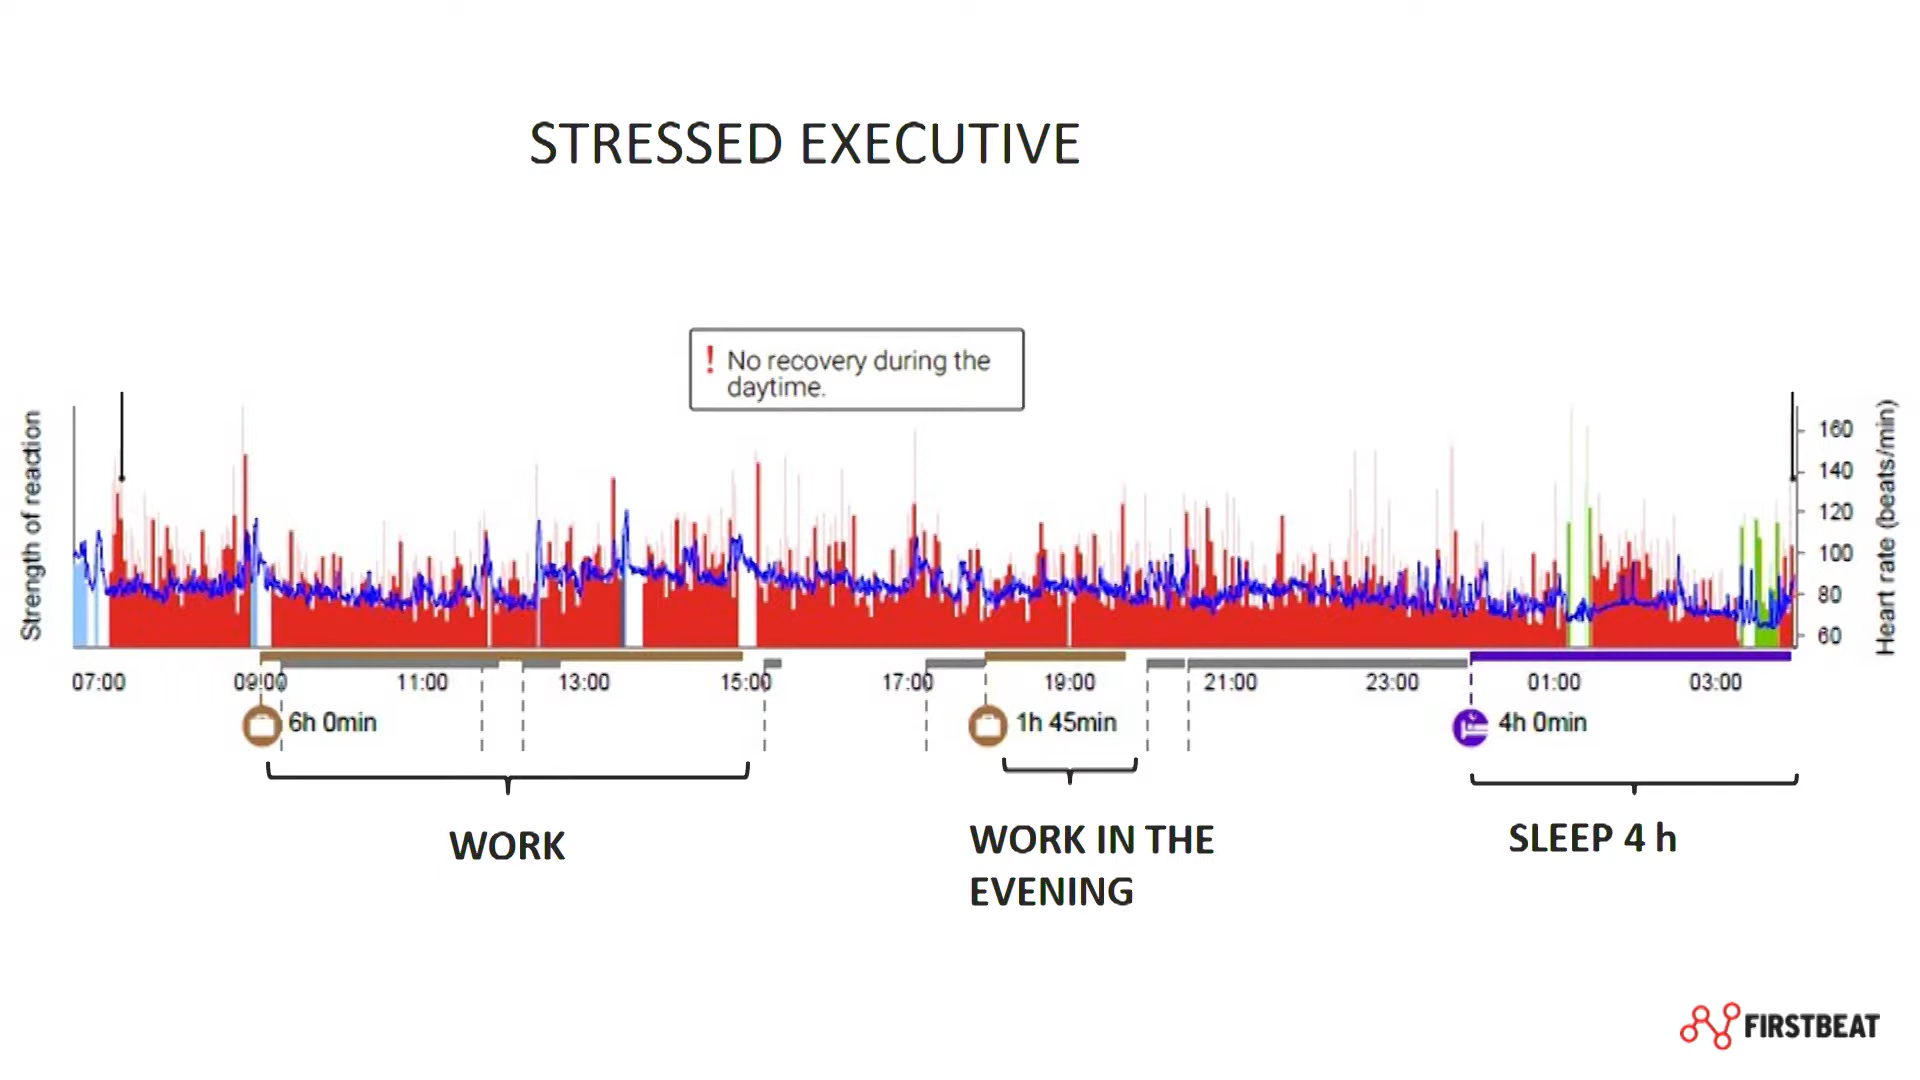 STRESSED EXECUTIVE
! No recovery during the
daytime.
Strength of reaction
160
140
120
100
80
60
Heart rate (beats/min)
07:00 09:00 11:00 13:00 15:00 17:00 19:00 21:00 23:00 01:00 03:00
6h 0min 1h 45min 4h 0min
WORK
WORK IN THE
EVENING
SLEEP 4 h
FIRSTBEAT